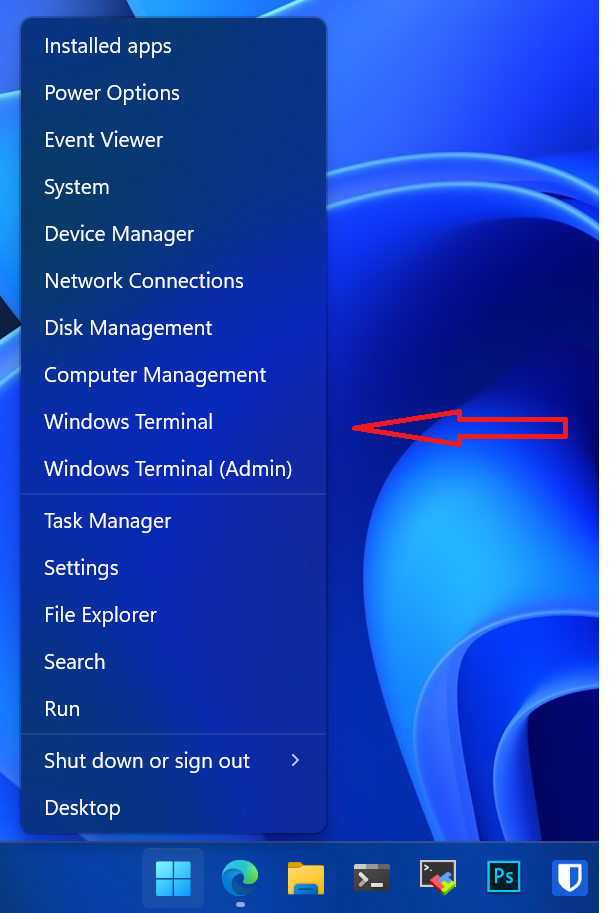 Installed apps
Power Options
Event Viewer
System
Device Manager
Network Connections
Disk Management
Computer Management
Windows Terminal
Windows Terminal (Admin)
Task Manager
Settings
File Explorer
Search
Run
Shut down or sign out
Desktop
Ps